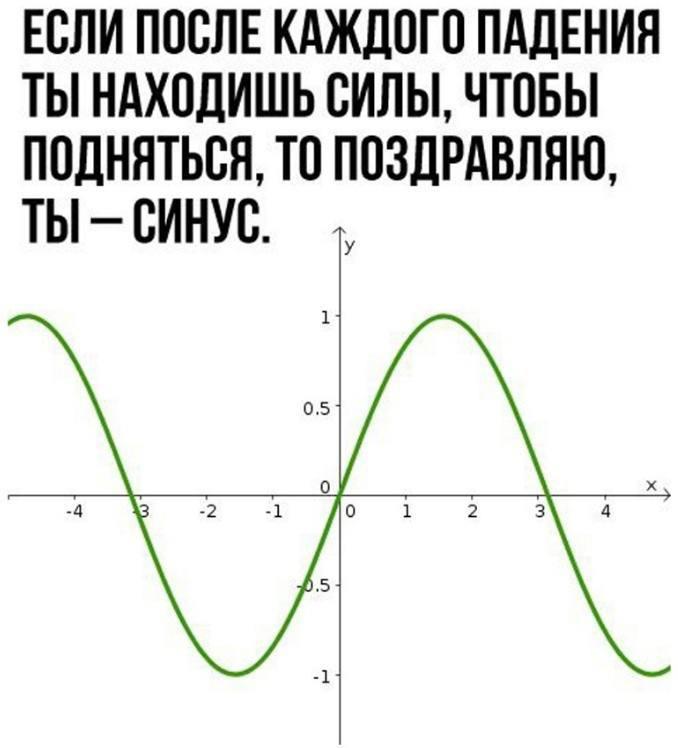 ЕСЛИ ПОСЛЕ КАЖДОГО ПАДЕНИЯ
ТЫ НАХОДИШЬ СИЛЫ, ЧТОБЫ
ПОДНЯТЬСЯ, ТО ПОЗДРАВЛЯЮ,
ТЫ – СИНУС.
y
1
0.5
0 x
-4 -3 -2 -1 0 1 2 3 4
-0.5
-1